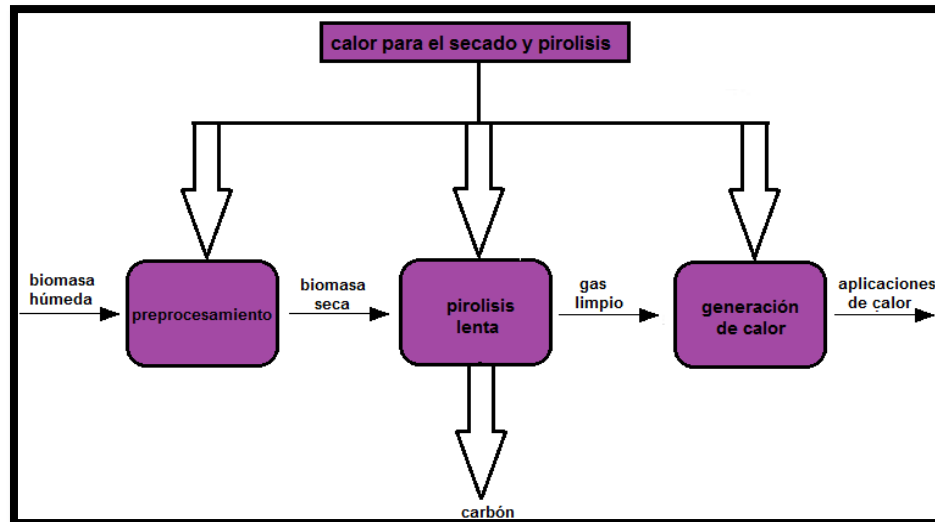 calor para el secado y pirolisis
biomasa
húmeda
preprocesamiento
biomasa
seca
pirolisis
lenta
gas
limpio
generación
de calor
aplicaciones
de calor
carbón